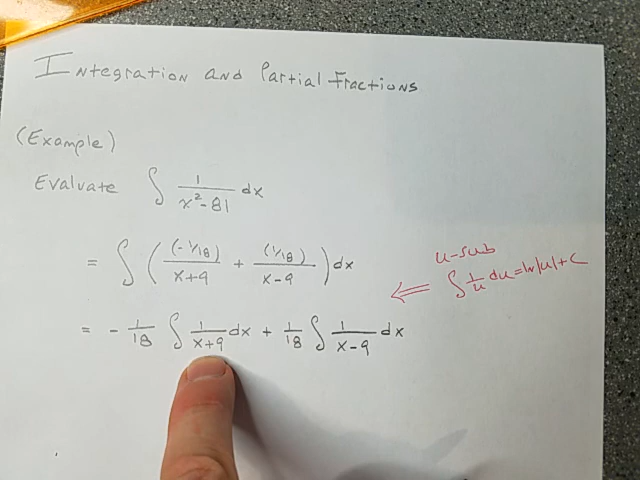 Integration and Partial Fractions
(Example)
Evaluate ∫ 1/(x² - 81) dx
= ∫ ( (-1/18)/(x+9) + (1/18)/(x-9) ) dx
u-sub
∫ 1/u du = ln|u| + C
= - 1/18 ∫ 1/(x+9) dx + 1/18 ∫ 1/(x-9) dx